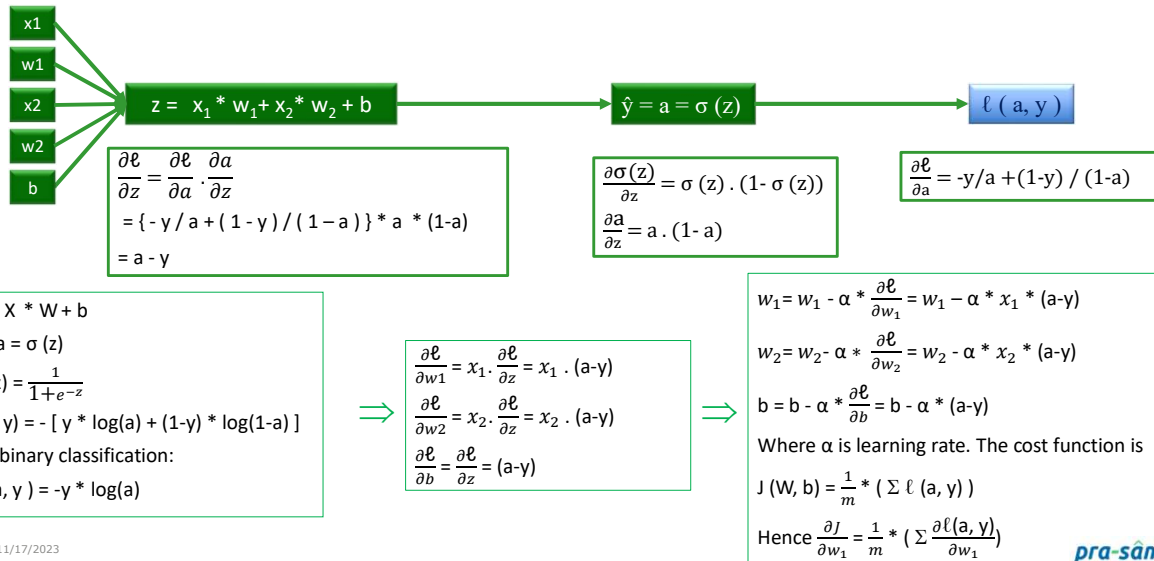 x1
w1
x2
w2
b
z = x₁ * w₁+ x₂* w₂ + b
ŷ = a = σ (z)
ℓ ( a, y )
∂ℓ/∂z = ∂ℓ/∂a . ∂a/∂z
= { - y / a + ( 1 - y ) / ( 1 – a ) } * a * (1-a)
= a - y
∂σ(z)/∂z = σ (z) . (1- σ (z))
∂a/∂z = a . (1- a)
∂ℓ/∂a = -y/a +(1-y) / (1-a)
X * W + b
a = σ (z)
) = 1/(1+e^-z)
y) = - [ y * log(a) + (1-y) * log(1-a) ]
binary classification:
, y ) = -y * log(a)
⇒
∂ℓ/∂w1 = x₁. ∂ℓ/∂z = x₁ . (a-y)
∂ℓ/∂w2 = x₂. ∂ℓ/∂z = x₂ . (a-y)
∂ℓ/∂b = ∂ℓ/∂z = (a-y)
⇒
w₁= w₁ - α * ∂ℓ/∂w₁ = w₁ – α * x₁ * (a-y)
w₂= w₂- α * ∂ℓ/∂w₂ = w₂ - α * x₂ * (a-y)
b = b - α * ∂ℓ/∂b = b - α * (a-y)
Where α is learning rate. The cost function is
J (W, b) = 1/m * ( Σ ℓ (a, y) )
Hence ∂J/∂w₁ = 1/m * ( Σ ∂ℓ(a, y)/∂w₁)
1/17/2023
pra-sân